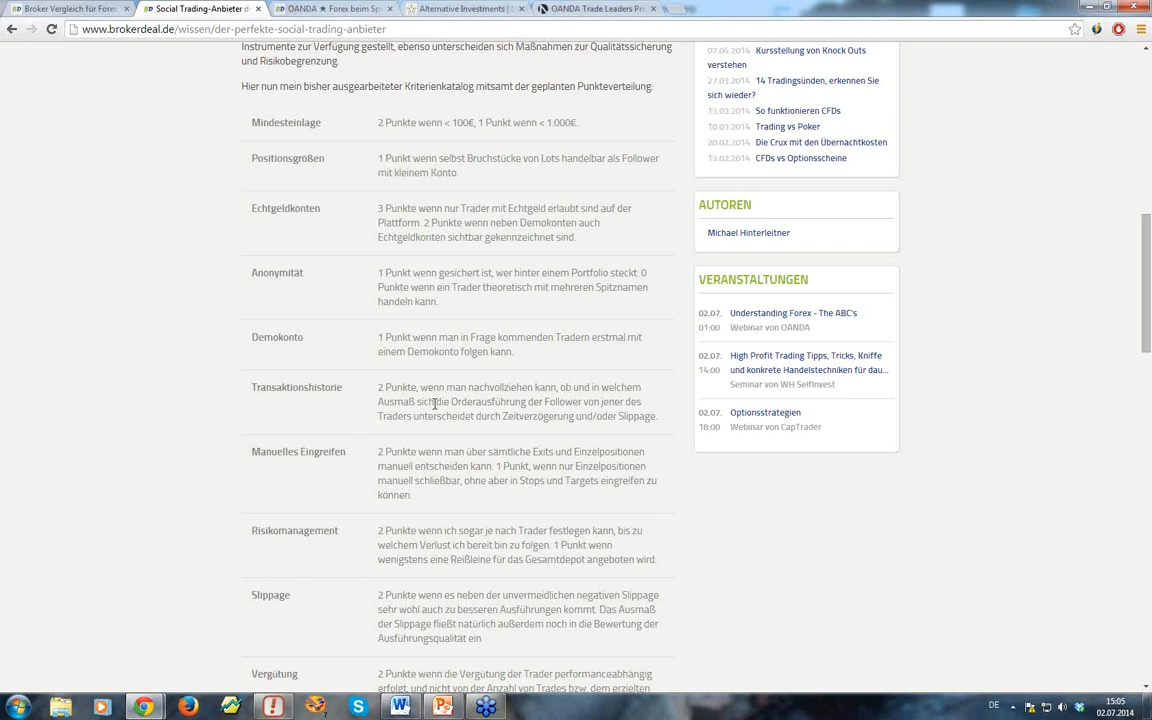 Broker Vergleich für Forex
Social Trading-Anbieter de
OANDA ★ Forex beim Spe
Alternative Investments |
OANDA Trade Leaders Pr
www.brokerdeal.de/wissen/der-perfekte-social-trading-anbieter
Instrumente zur Verfügung gestellt, ebenso unterscheiden sich Maßnahmen zur Qualitätssicherung
und Risikobegrenzung.
Hier nun mein bisher ausgearbeiteter Kriterienkatalog mitsamt der geplanten Punkteverteilung:
Mindesteinlage
2 Punkte wenn < 100€, 1 Punkt wenn < 1.000€.
Positionsgrößen
1 Punkt wenn selbst Bruchstücke von Lots handelbar als Follower
mit kleinem Konto.
Echtgeldkonten
3 Punkte wenn nur Trader mit Echtgeld erlaubt sind auf der
Plattform. 2 Punkte wenn neben Demokonten auch
Echtgeldkonten sichtbar gekennzeichnet sind.
Anonymität
1 Punkt wenn gesichert ist, wer hinter einem Portfolio steckt. 0
Punkte wenn ein Trader theoretisch mit mehreren Spitznamen
handeln kann.
Demokonto
1 Punkt wenn man in Frage kommenden Tradern erstmal mit
einem Demokonto folgen kann.
Transaktionshistorie
2 Punkte, wenn man nachvollziehen kann, ob und in welchem
Ausmaß sich die Orderausführung der Follower von jener des
Traders unterscheidet durch Zeitverzögerung und/oder Slippage.
Manuelles Eingreifen
2 Punkte wenn man über sämtliche Exits und Einzelpositionen
manuell entscheiden kann. 1 Punkt, wenn nur Einzelpositionen
manuell schließbar, ohne aber in Stops und Targets eingreifen zu
können.
Risikomanagement
2 Punkte wenn ich sogar je nach Trader festlegen kann, bis zu
welchem Verlust ich bereit bin zu folgen. 1 Punkt wenn
wenigstens eine Reißleine für das Gesamtdepot angeboten wird.
Slippage
2 Punkte wenn es neben der unvermeidlichen negativen Slippage
sehr wohl auch zu besseren Ausführungen kommt. Das Ausmaß
der Slippage fließt natürlich außerdem noch in die Bewertung der
Ausführungsqualität ein.
Vergütung
2 Punkte wenn die Vergütung der Trader performanceabhängig
erfolgt, und nicht von der Anzahl von Trades bzw. dem erzielten
07.04.2014 Kursstellung von Knock Outs
verstehen
27.03.2014 14 Tradingsünden, erkennen Sie
sich wieder?
13.03.2014 So funktionieren CFDs
10.03.2014 Trading vs Poker
20.02.2014 Die Crux mit den Übernachtkosten
13.02.2014 CFDs vs Optionsscheine
AUTOREN
Michael Hinterleitner
VERANSTALTUNGEN
02.07. Understanding Forex - The ABC's
01:00 Webinar von OANDA
02.07. High Profit Trading Tipps, Tricks, Kniffe
14:00 und konkrete Handelstechniken für dau...
Seminar von WH SelfInvest
02.07. Optionsstrategien
18:00 Webinar von CapTrader
DE
15:05
02.07.2014